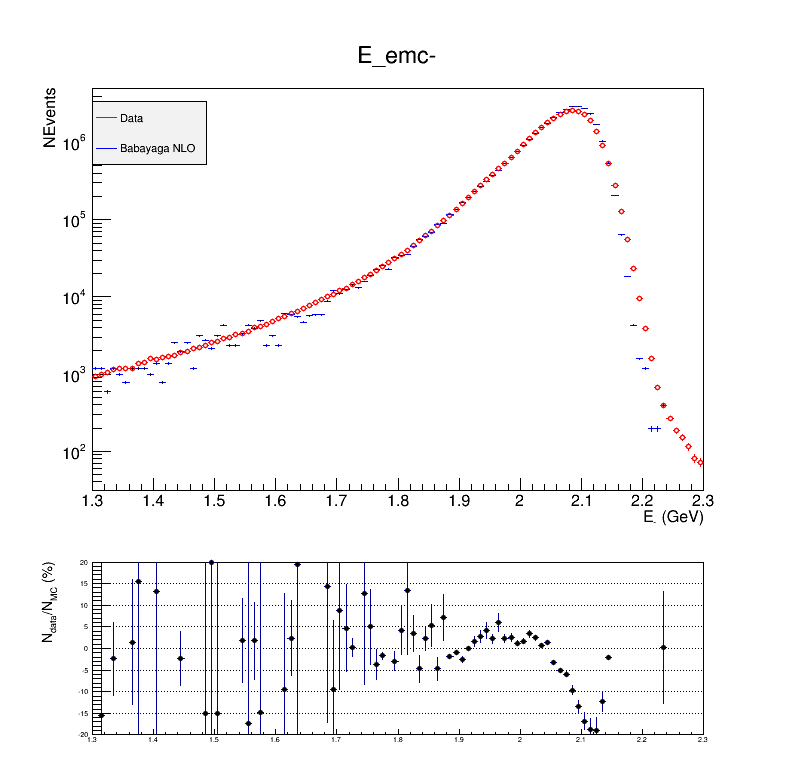 E_emc-
NEvents
Data
Babayaga NLO
10^6
10^5
10^4
10^3
10^2
1.3 1.4 1.5 1.6 1.7 1.8 1.9 2 2.1 2.2 2.3
E_- (GeV)
N_data/N_MC (%)
20
15
10
5
0
-5
-10
-15
-20
1.3 1.4 1.5 1.6 1.7 1.8 1.9 2 2.1 2.2 2.3